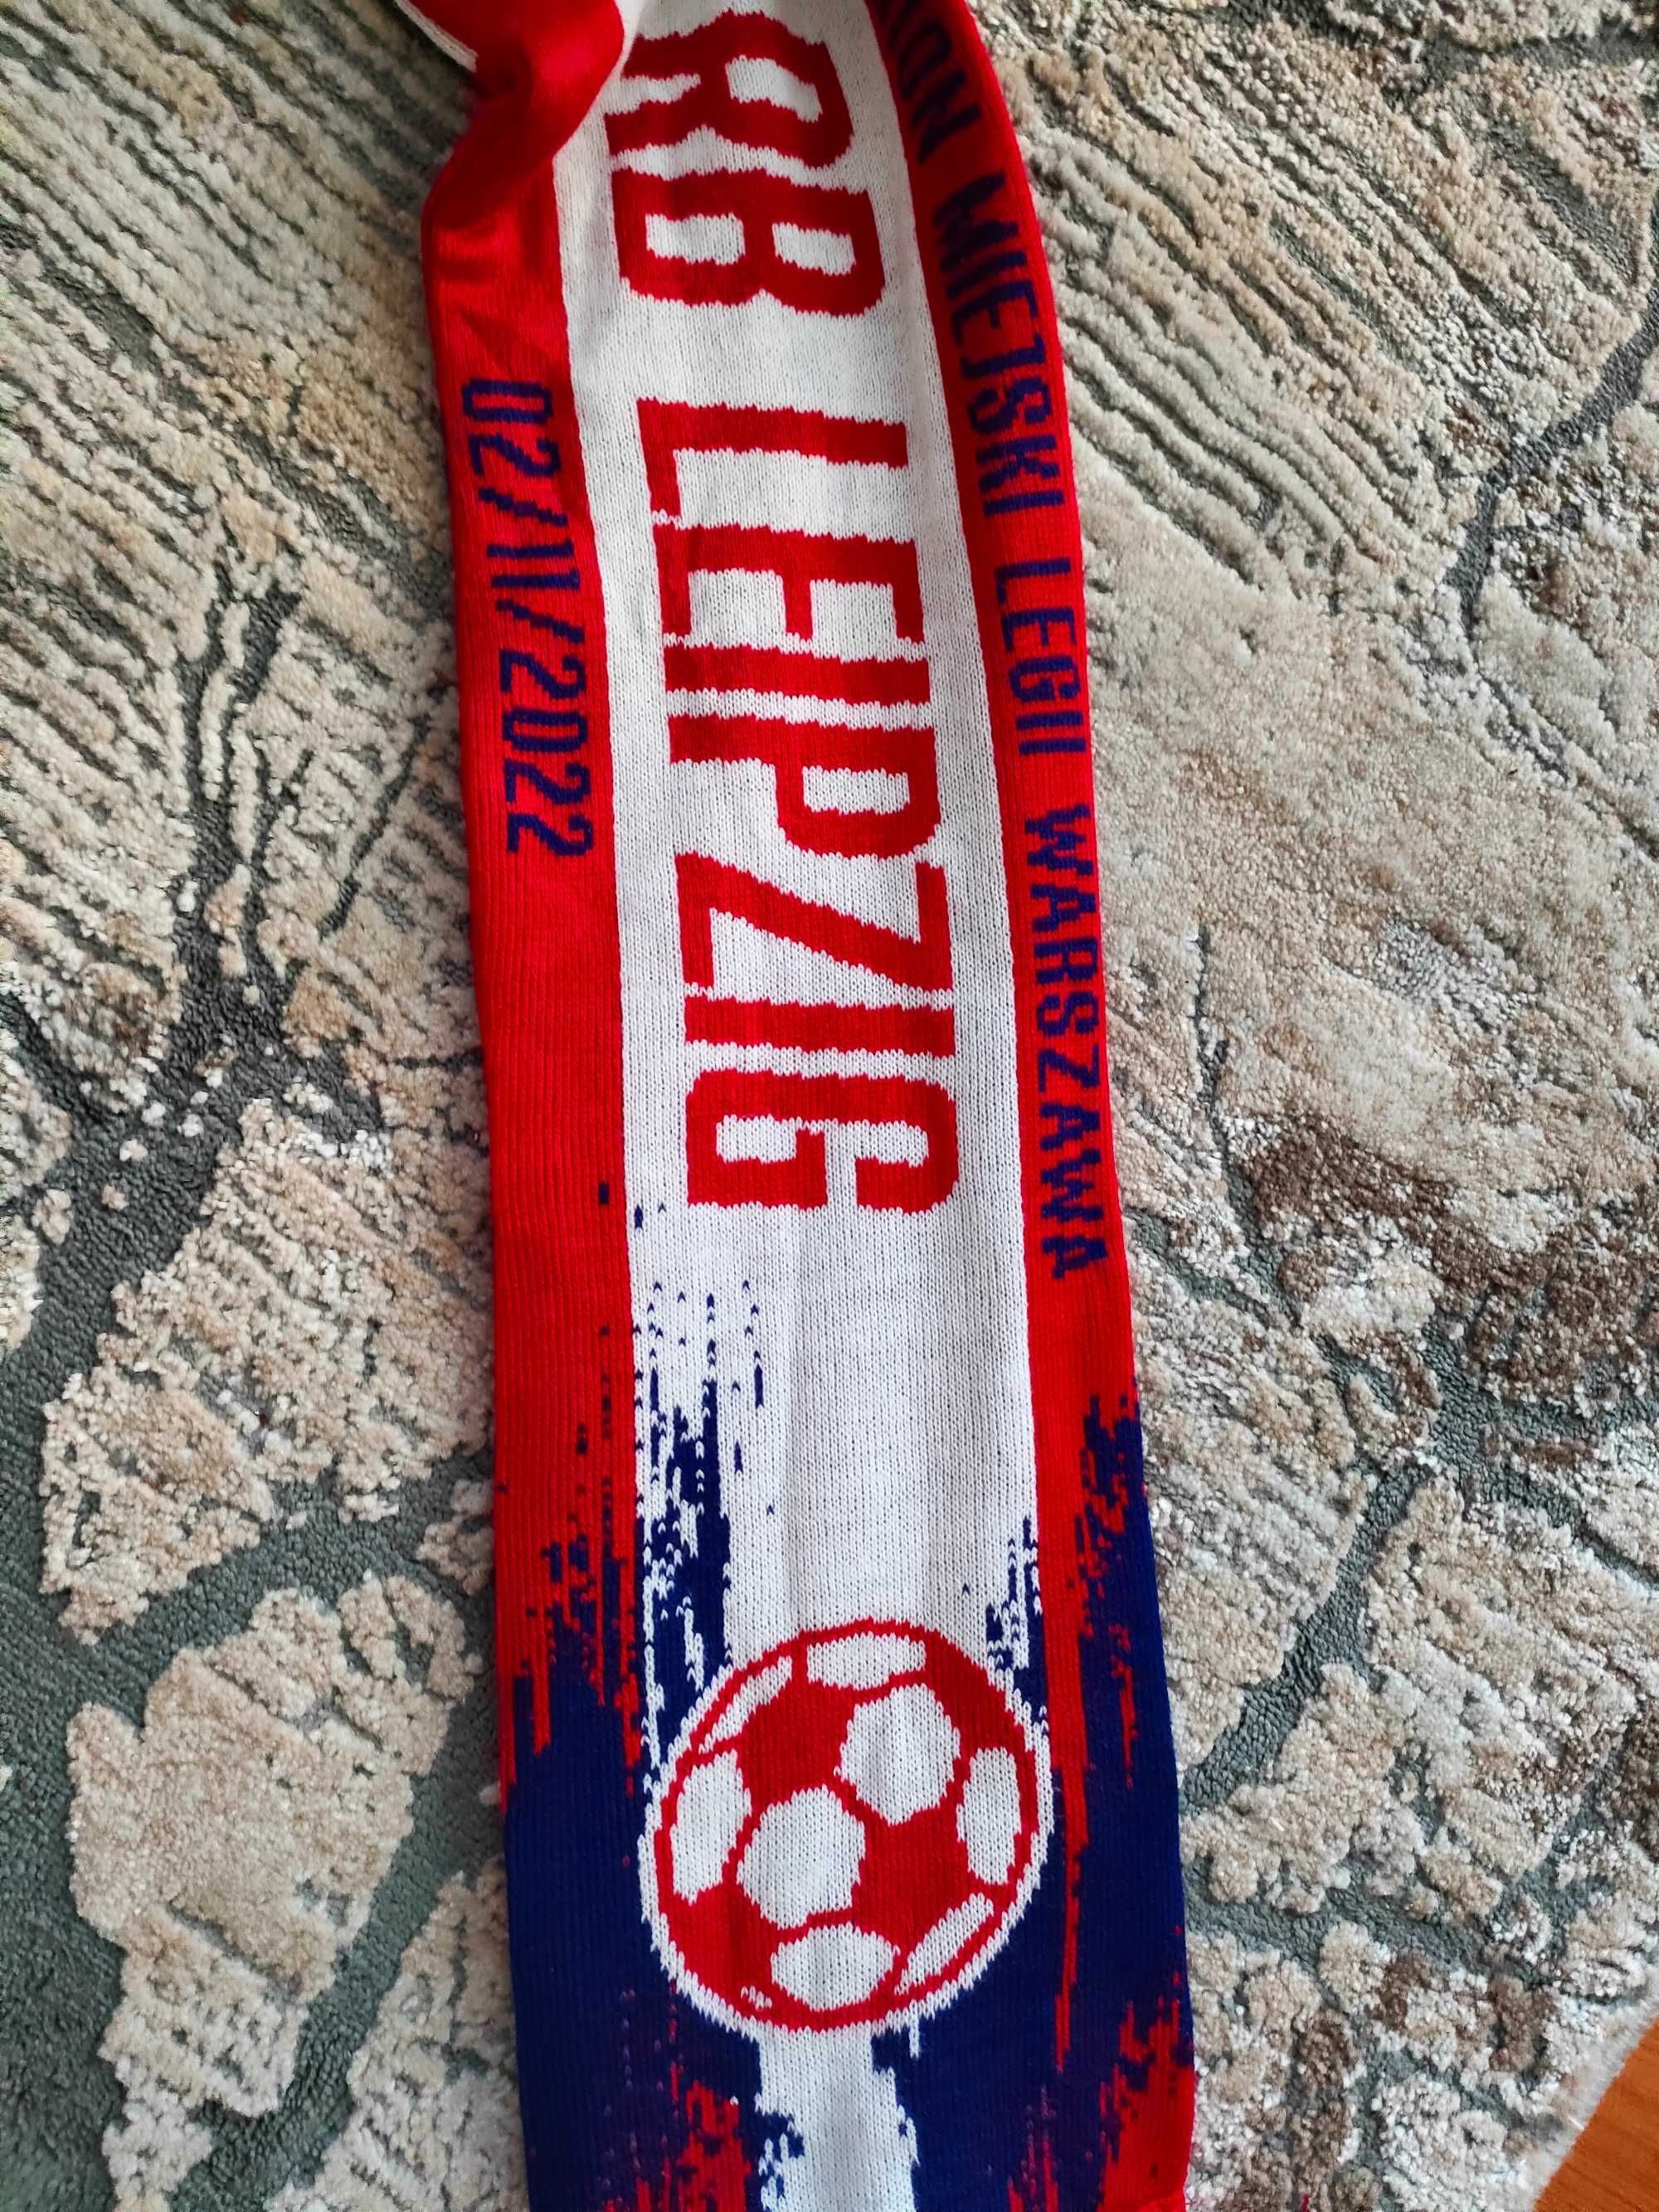 MIEJSKI LEGII WARSZAWA
RB LEIPZIG
02/11/2022